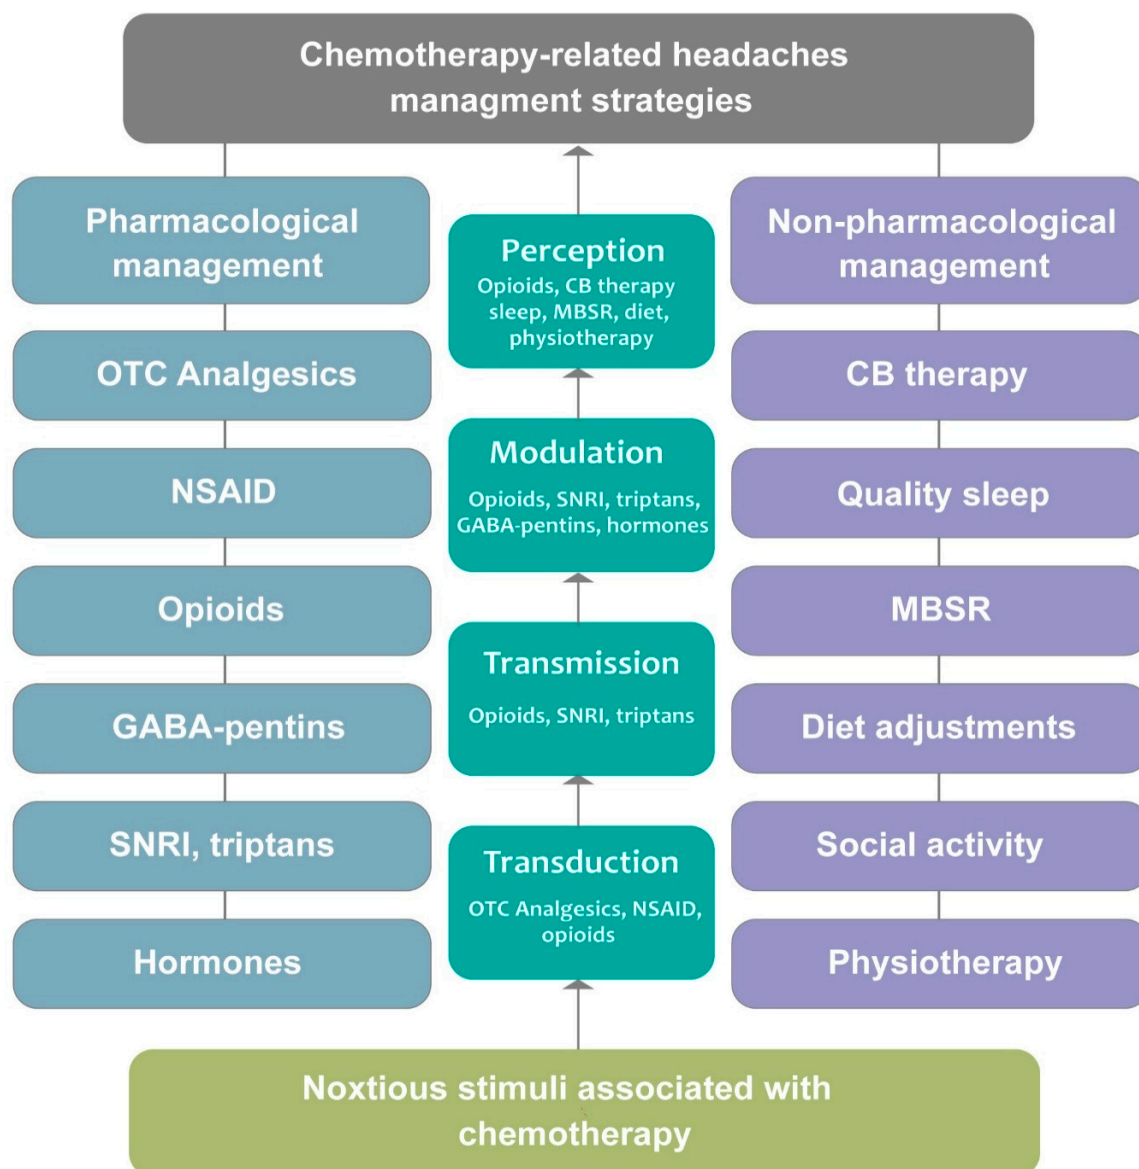 Chemotherapy-related headaches
managment strategies
Pharmacological
management
OTC Analgesics
NSAID
Opioids
GABA-pentins
SNRI, triptans
Hormones
Perception
Opioids, CB therapy
sleep, MBSR, diet,
physiotherapy
Modulation
Opioids, SNRI, triptans,
GABA-pentins, hormones
Transmission
Opioids, SNRI, triptans
Transduction
OTC Analgesics, NSAID,
opioids
Non-pharmacological
management
CB therapy
Quality sleep
MBSR
Diet adjustments
Social activity
Physiotherapy
Noxtious stimuli associated with
chemotherapy